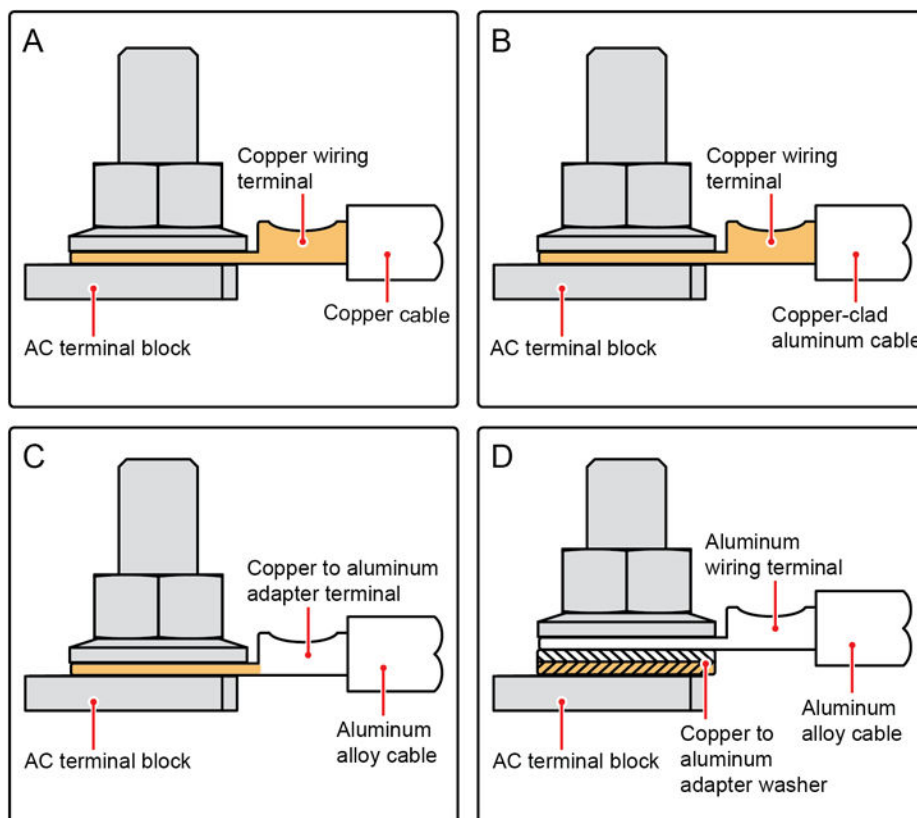 A
Copper wiring
terminal
Copper cable
AC terminal block
B
Copper wiring
terminal
Copper-clad
aluminum cable
AC terminal block
C
Copper to aluminum
adapter terminal
Aluminum
alloy cable
AC terminal block
D
Aluminum
wiring terminal
Aluminum
alloy cable
Copper to
aluminum
adapter washer
AC terminal block